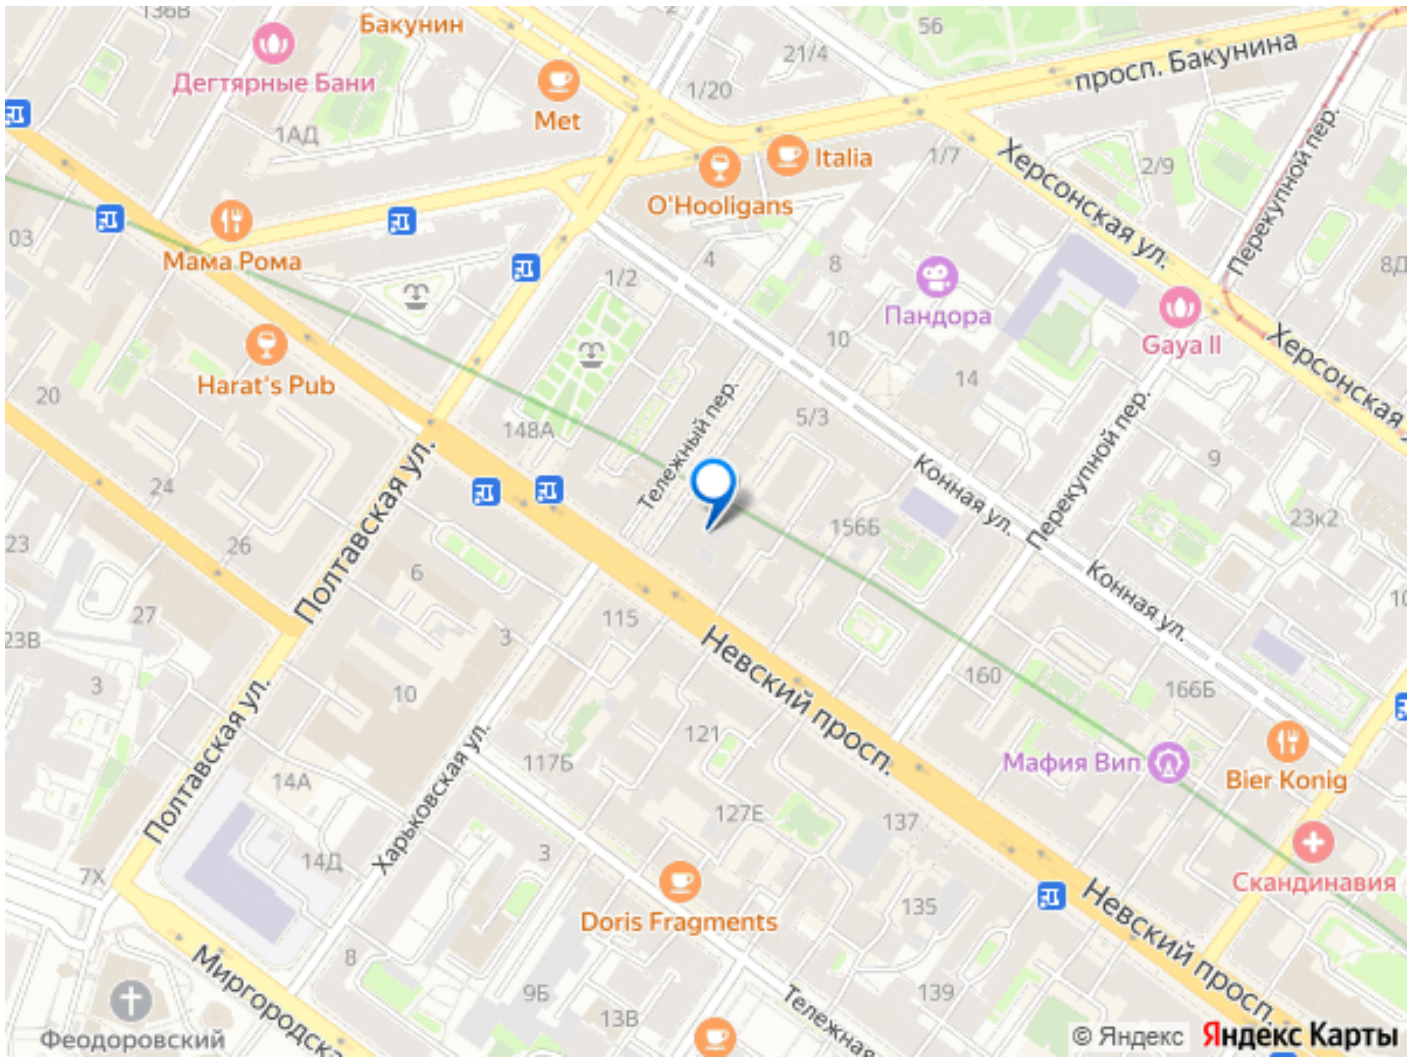 136В
Бакунин
56
21/4
просп. Бакунина
Дегтярные Бани
1/20
Met
1АД
Italia
1/7
Херсонская ул.
2/9
Перекупной пер.
O'Hooligans
03
Мама Рома
1/2
4
8
Пандора
8Д
10
Gaya II
Херсонская
Harat's Pub
20
14
Тележный пер.
5/3
148А
Перекупной пер.
9
Полтавская ул.
Конная ул.
24
23к2
156Б
23
26
6
Конная ул.
10
27
115
23В
3
Невский просп.
3
160
166Б
10
Полтавская ул.
121
117Б
Харьковская ул.
Мафия Вип
Bier Konig
14А
127Е
137
3
14Д
7Х
Скандинавия
Doris Fragments
135
Невский просп.
8
Миргородска
9Б
139
Тележная
13В
Феодоровский
© Яндекс Яндекс Карты